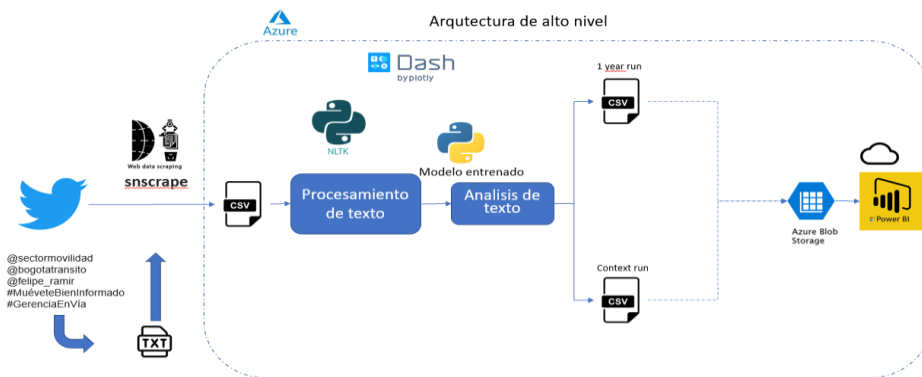 Azure
Arqutectura de alto nivel
Dash
byplotly
1 year run
CSV
NLTK
Web data scraping
snscrape
Modelo entrenado
CSV
Procesamiento
de texto
Analisis de
texto
Azure Blob
Storage
Power BI
@sectormovilidad
@bogotatransito
@felipe_ramir
#MuéveteBienInformado
#GerenciaEnVía
TXT
Context run
CSV